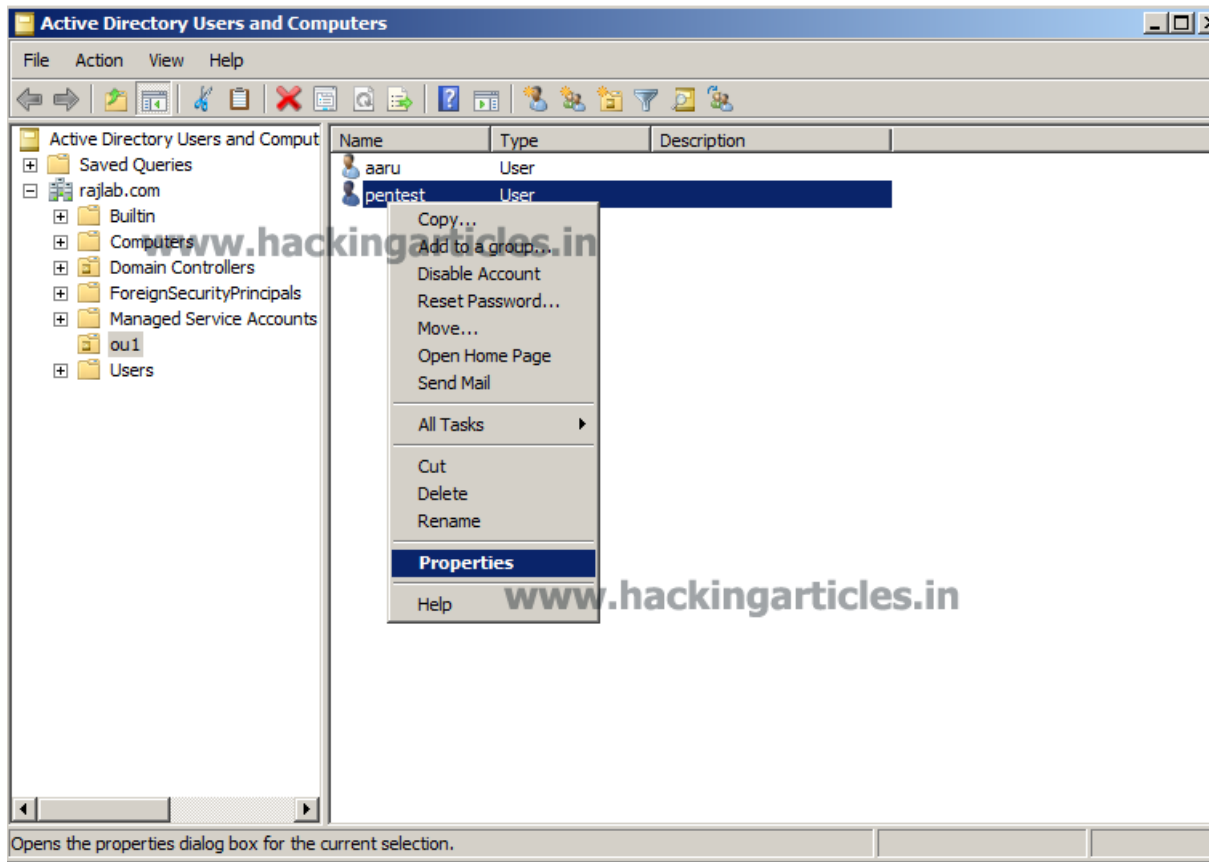 Active Directory Users and Computers
File Action View Help
Active Directory Users and Comput
Saved Queries
rajlab.com
Builtin
Computers
Domain Controllers
ForeignSecurityPrincipals
Managed Service Accounts
ou1
Users
Name Type Description
aaru User
pentest User
Copy...
Add to a group...
Disable Account
Reset Password...
Move...
Open Home Page
Send Mail
All Tasks
Cut
Delete
Rename
Properties
Help
www.hackingarticles.in
www.hackingarticles.in
Opens the properties dialog box for the current selection.